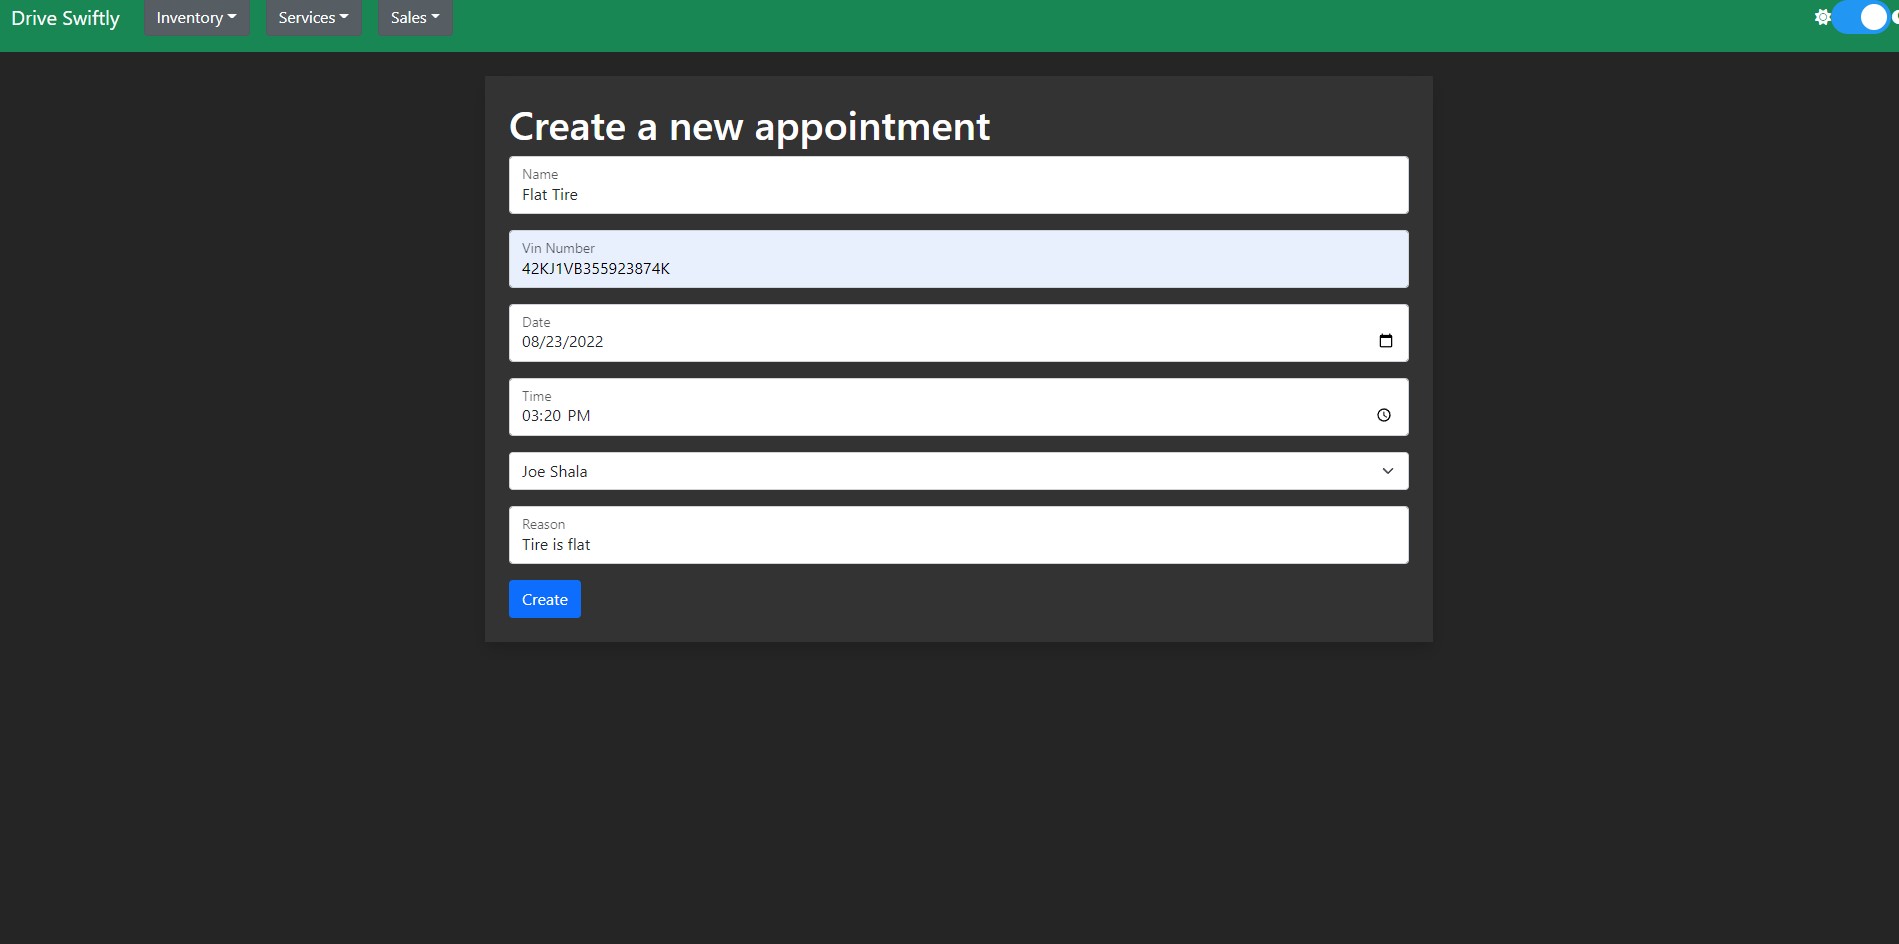 Drive Swiftly Inventory Services Sales
Create a new appointment
Name
Flat Tire
Vin Number
42KJ1VB355923874K
Date
08/23/2022
Time
03:20 PM
Joe Shala
Reason
Tire is flat
Create